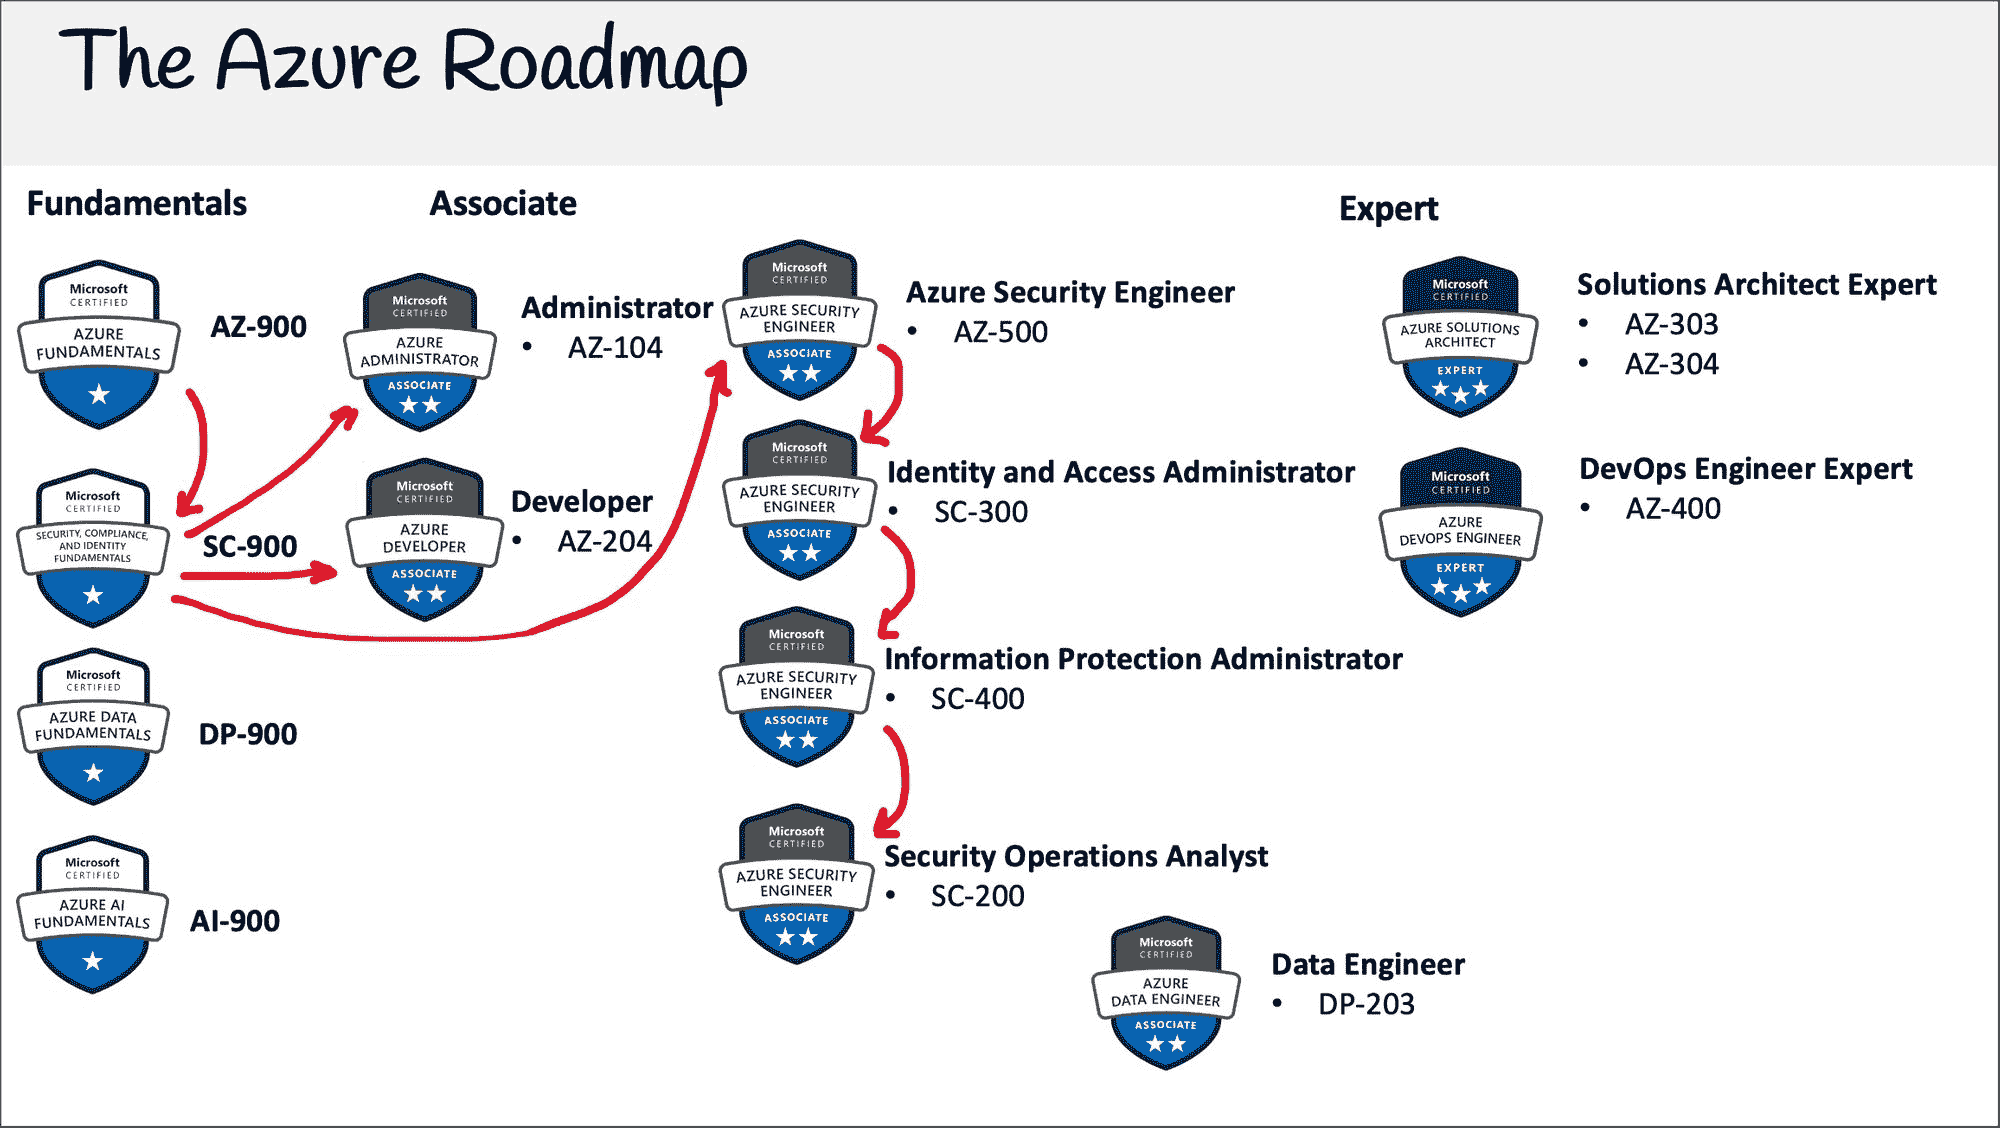 The Azure Roadmap
Fundamentals
Associate
Expert
Microsoft
CERTIFIED
AZURE
FUNDAMENTALS
AZ-900
Microsoft
CERTIFIED
SECURITY, COMPLIANCE,
AND IDENTITY
FUNDAMENTALS
SC-900
Microsoft
CERTIFIED
AZURE DATA
FUNDAMENTALS
DP-900
Microsoft
CERTIFIED
AZURE AI
FUNDAMENTALS
AI-900
Microsoft
CERTIFIED
AZURE
ADMINISTRATOR
ASSOCIATE
Administrator
• AZ-104
Microsoft
CERTIFIED
AZURE
DEVELOPER
ASSOCIATE
Developer
• AZ-204
Microsoft
CERTIFIED
AZURE SECURITY
ENGINEER
ASSOCIATE
Azure Security Engineer
• AZ-500
Microsoft
CERTIFIED
AZURE SECURITY
ENGINEER
ASSOCIATE
Identity and Access Administrator
• SC-300
Microsoft
CERTIFIED
AZURE SECURITY
ENGINEER
ASSOCIATE
Information Protection Administrator
• SC-400
Microsoft
CERTIFIED
AZURE SECURITY
ENGINEER
ASSOCIATE
Security Operations Analyst
• SC-200
Microsoft
CERTIFIED
AZURE
DATA ENGINEER
ASSOCIATE
Data Engineer
• DP-203
Microsoft
CERTIFIED
AZURE SOLUTIONS
ARCHITECT
EXPERT
Solutions Architect Expert
• AZ-303
• AZ-304
Microsoft
CERTIFIED
AZURE
DEVOPS ENGINEER
EXPERT
DevOps Engineer Expert
• AZ-400